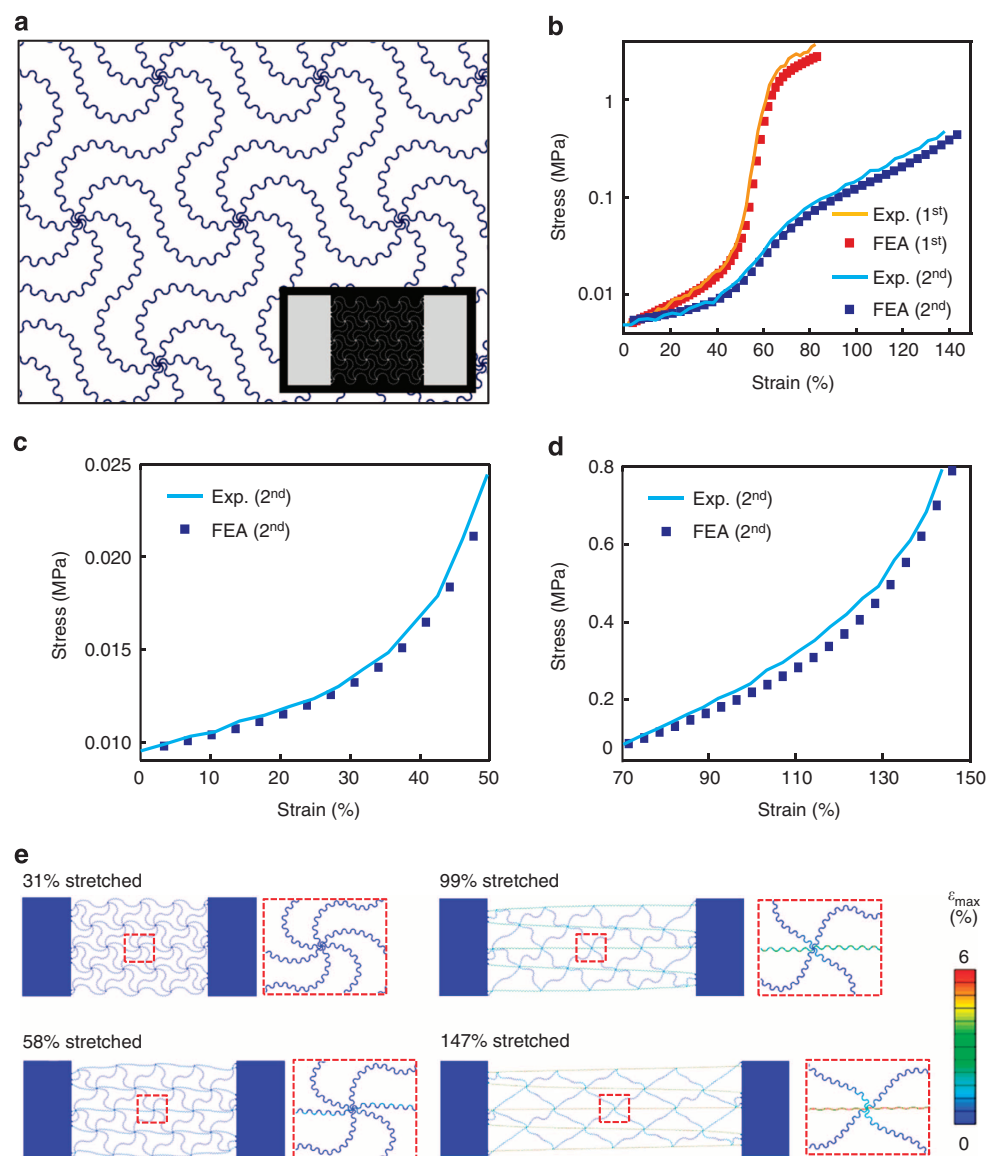 a
b
Stress (MPa)
1
0.1
0.01
Exp. (1st)
FEA (1st)
Exp. (2nd)
FEA (2nd)
0 20 40 60 80 100 120 140
Strain (%)
c
Stress (MPa)
0.025
0.020
0.015
0.010
Exp. (2nd)
FEA (2nd)
0 10 20 30 40 50
Strain (%)
d
Stress (MPa)
0.8
0.6
0.4
0.2
0
Exp. (2nd)
FEA (2nd)
70 90 110 130 150
Strain (%)
e
31% stretched
99% stretched
58% stretched
147% stretched
εmax
(%)
6
0